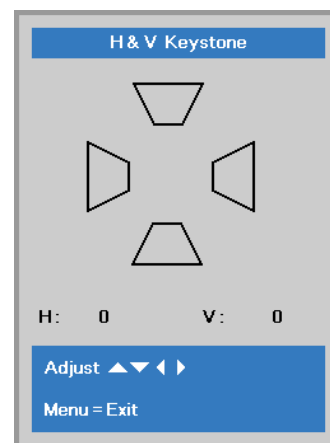 H & V Keystone
H: 0 V: 0
Adjust ▲▼◀▶
Menu = Exit